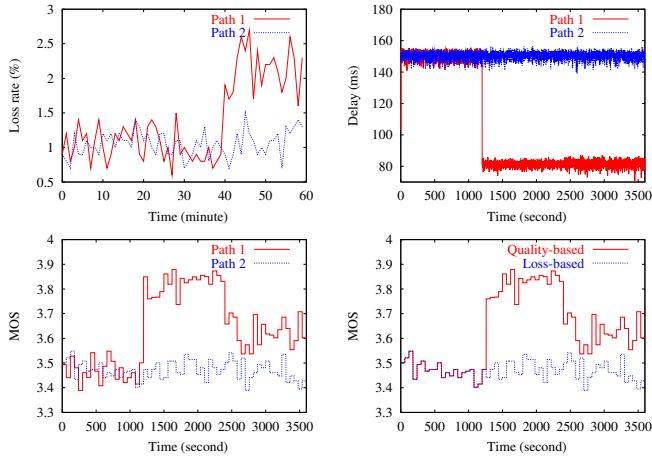 3
2.5
2
1.5
1
0.5
0 10 20 30 40 50 60
Loss rate (%)
Time (minute)
Path 1
Path 2
160
140
120
100
80
0 500 1000 1500 2000 2500 3000 3500
Delay (ms)
Time (second)
Path 1
Path 2
4
3.9
3.8
3.7
3.6
3.5
3.4
3.3
0 500 1000 1500 2000 2500 3000 3500
MOS
Time (second)
Path 1
Path 2
4
3.9
3.8
3.7
3.6
3.5
3.4
3.3
0 500 1000 1500 2000 2500 3000 3500
MOS
Time (second)
Quality-based
Loss-based